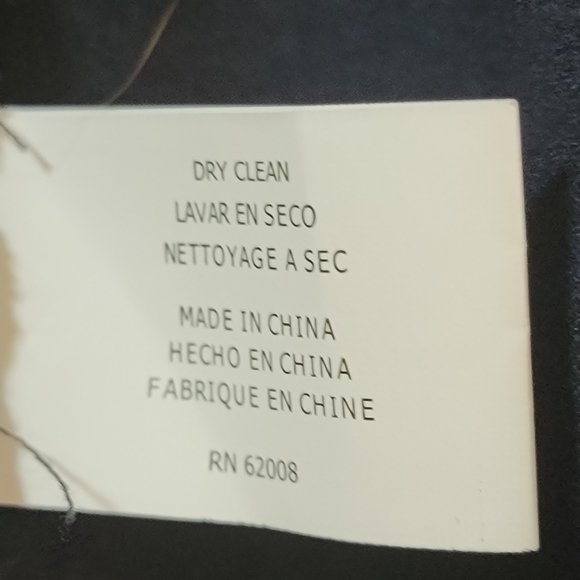 DRY CLEAN
LAVAR EN SECO
NETTOYAGE A SEC
MADE IN CHINA
HECHO EN CHINA
FABRIQUE EN CHINE
RN 62008